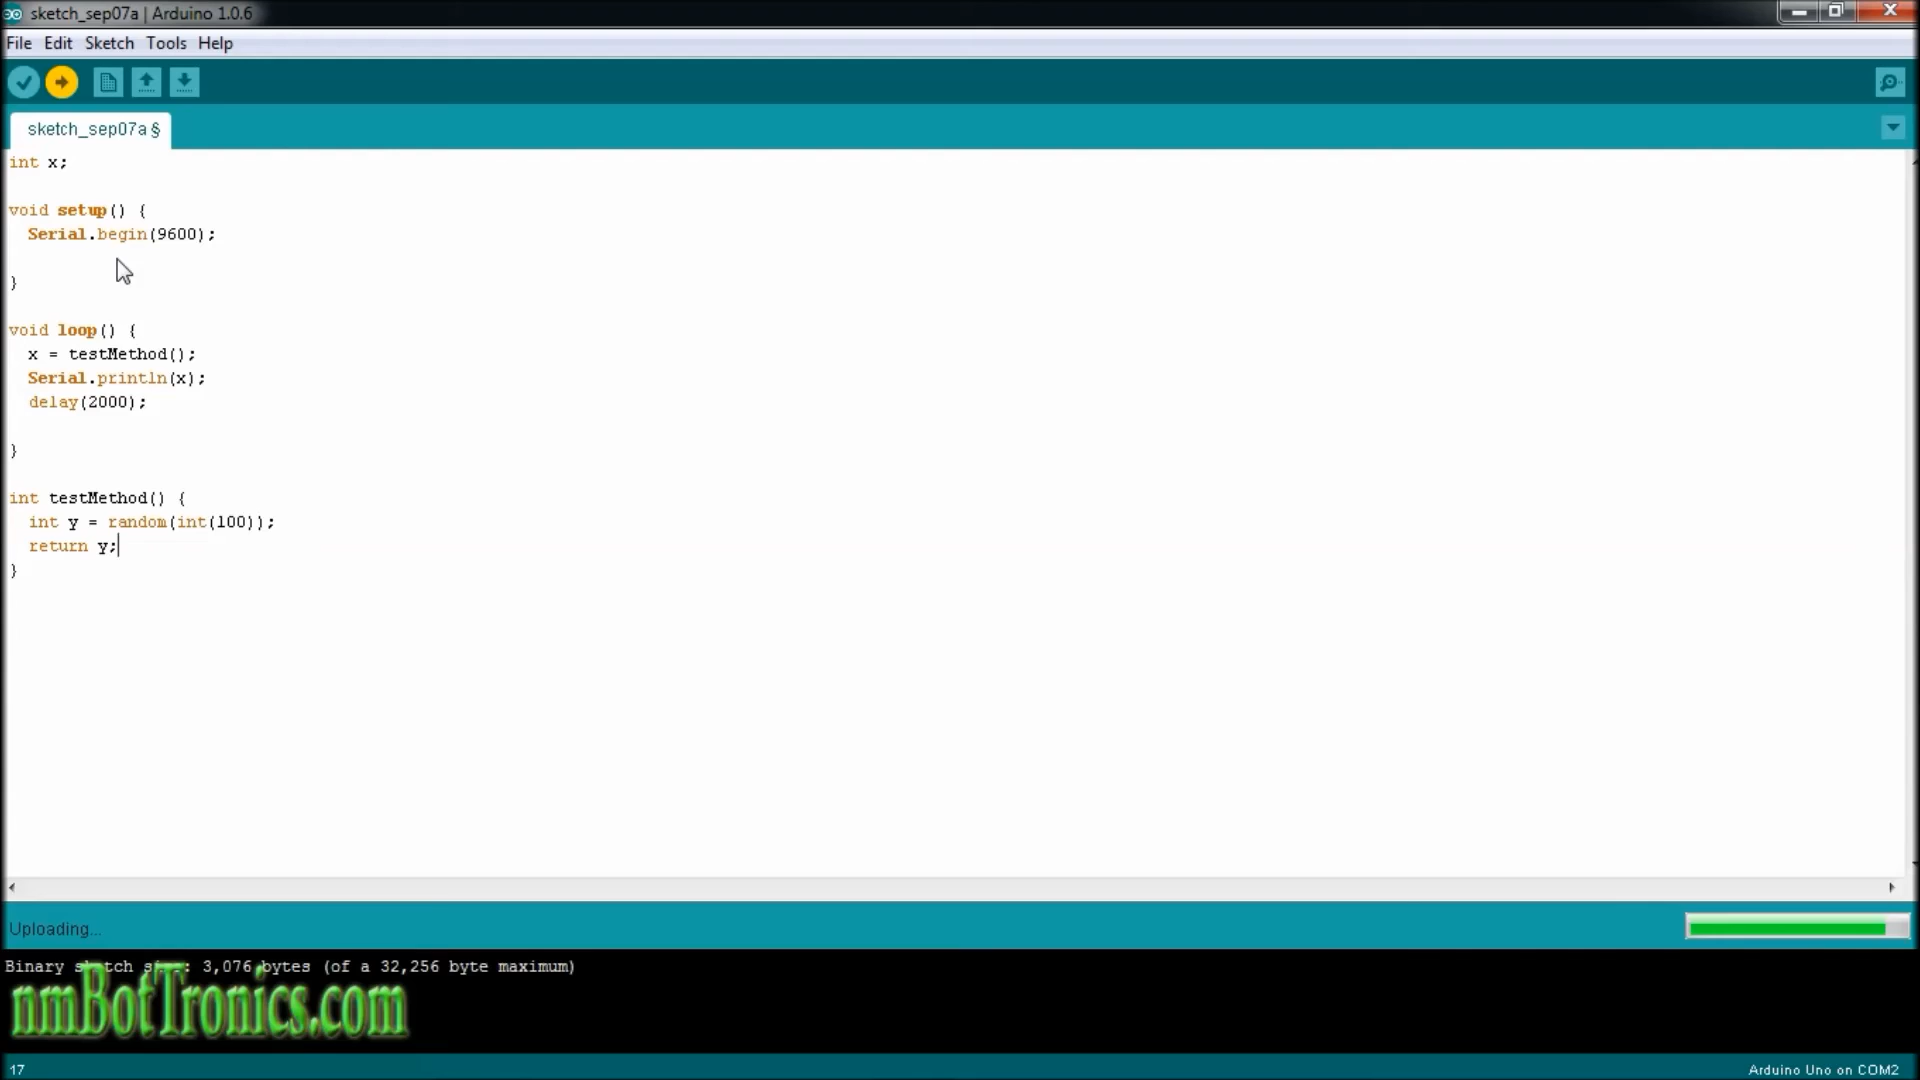 sketch_sep07a | Arduino 1.0.6
File Edit Sketch Tools Help
sketch_sep07a §
int x;
void setup() {
Serial.begin(9600);
}
void loop() {
x = testMethod();
Serial.println(x);
delay(2000);
}
int testMethod() {
int y = random(int(100));
return y;
}
Uploading...
Binary sketch size: 3,076 bytes (of a 32,256 byte maximum)
nmBotTronics.com
17
Arduino Uno on COM2